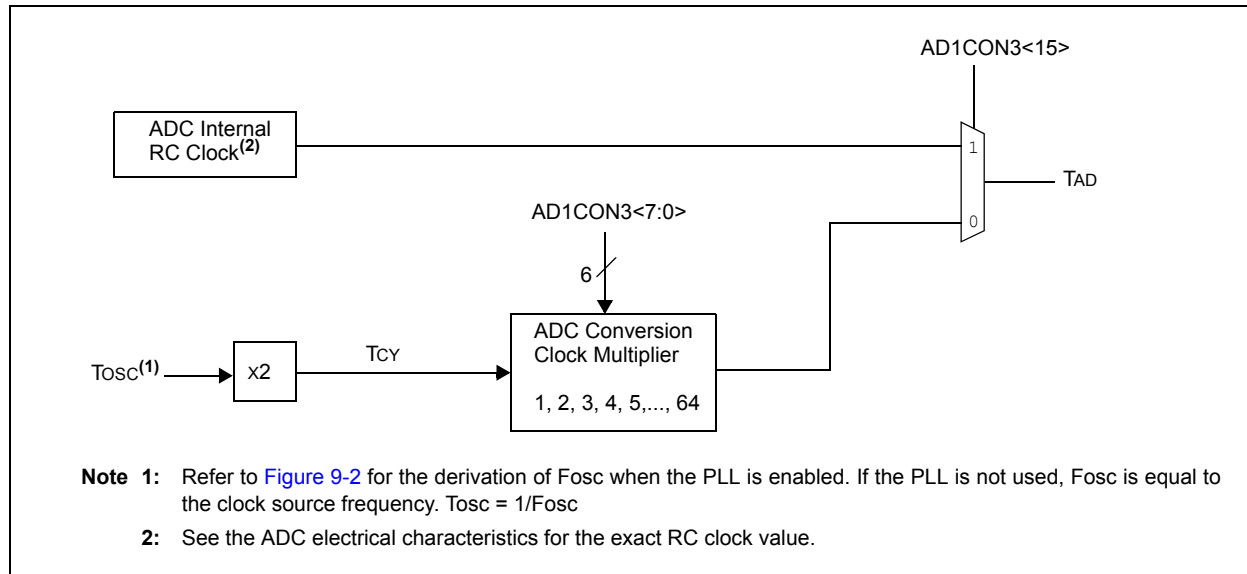 AD1CON3<15>
ADC Internal
RC Clock(2)
1
TAD
AD1CON3<7:0>
0
6
ADC Conversion
Clock Multiplier
TOSC(1)
X2
TCY
1, 2, 3, 4, 5,..., 64
Note 1: Refer to Figure 9-2 for the derivation of Fosc when the PLL is enabled. If the PLL is not used, Fosc is equal to
the clock source frequency. Tosc = 1/Fosc
2: See the ADC electrical characteristics for the exact RC clock value.